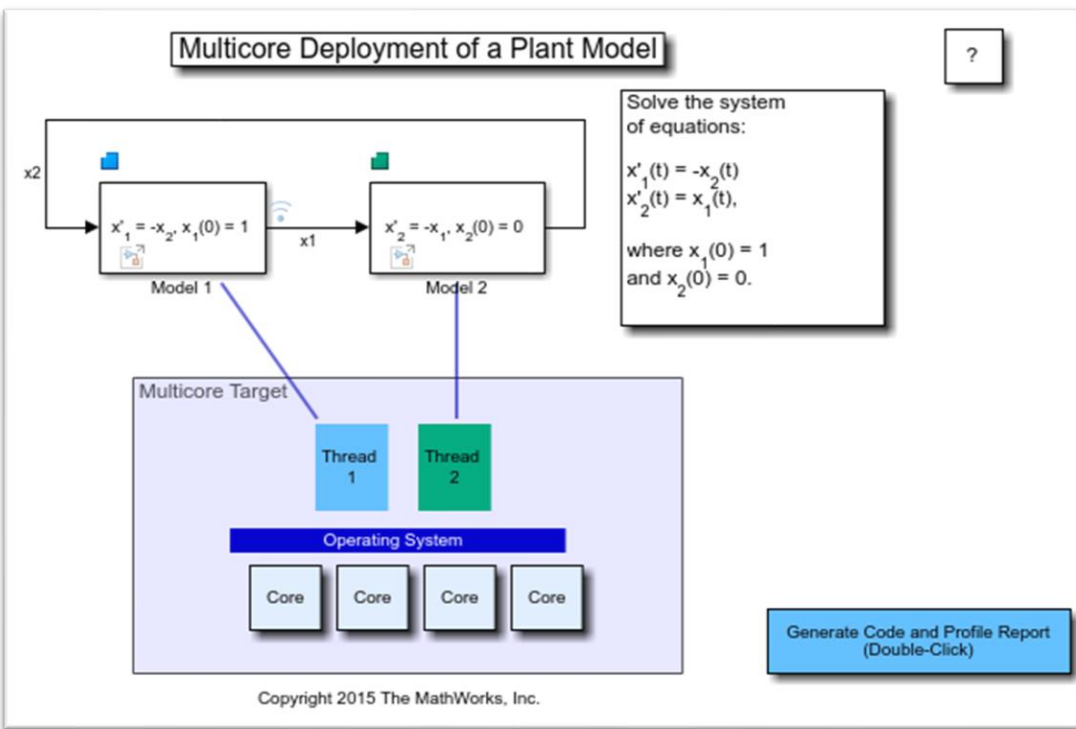 Multicore Deployment of a Plant Model
?
Solve the system
of equations:
x'₁(t) = -x₂(t)
x'₂(t) = x₁(t),
where x₁(0) = 1
and x₂(0) = 0.
x2
x'₁ = -x₂, x₁(0) = 1
x1
x'₂ = -x₁, x₂(0) = 0
Model 1
Model 2
Multicore Target
Thread
1
Thread
2
Operating System
Core
Core
Core
Core
Generate Code and Profile Report
(Double-Click)
Copyright 2015 The MathWorks, Inc.